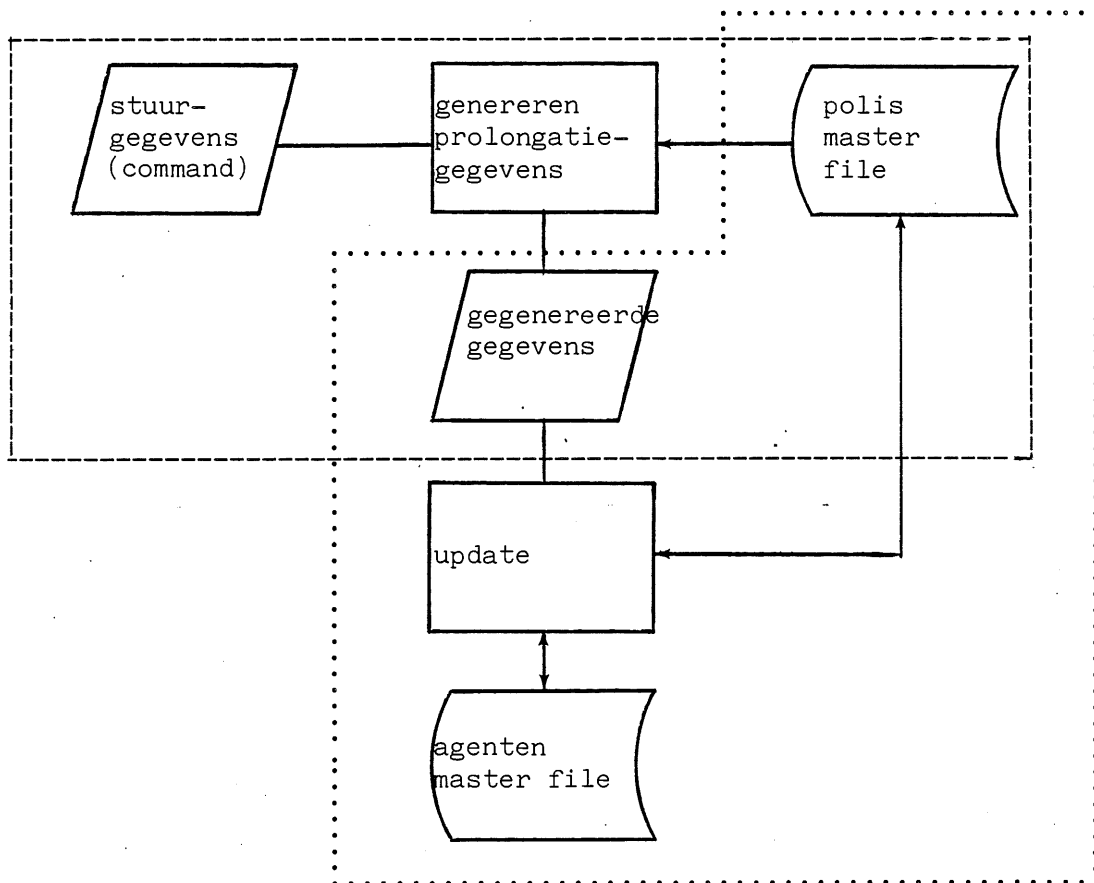 stuur-
gegevens
(command)
genereren
prolongatie-
gegevens
polis
master
file
gegenereerde
gegevens
update
agenten
master file